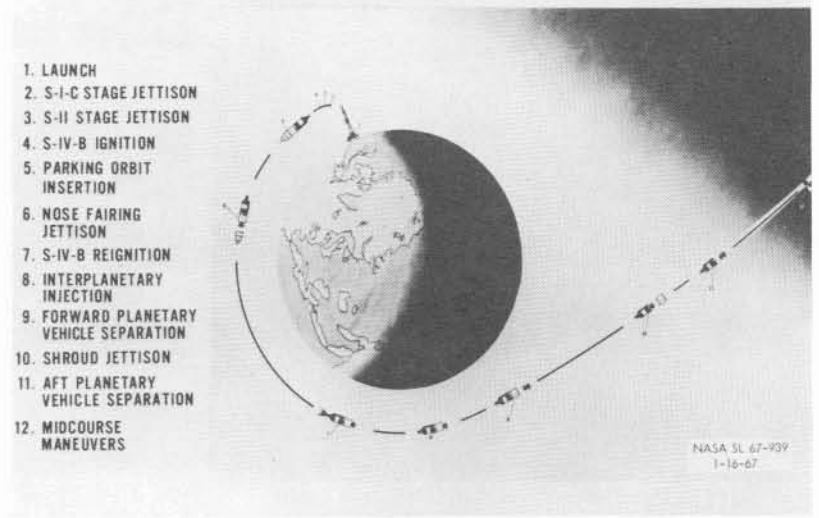 1. LAUNCH
2. S-I-C STAGE JETTISON
3. S-II STAGE JETTISON
4. S-IV-B IGNITION
5. PARKING ORBIT
INSERTION
6. NOSE FAIRING
JETTISON
7. S-IV-B REIGNITION
8. INTERPLANETARY
INJECTION
9. FORWARD PLANETARY
VEHICLE SEPARATION
10. SHROUD JETTISON
11. AFT PLANETARY
VEHICLE SEPARATION
12. MIDCOURSE
MANEUVERS
NASA SL 67-939
1-16-67